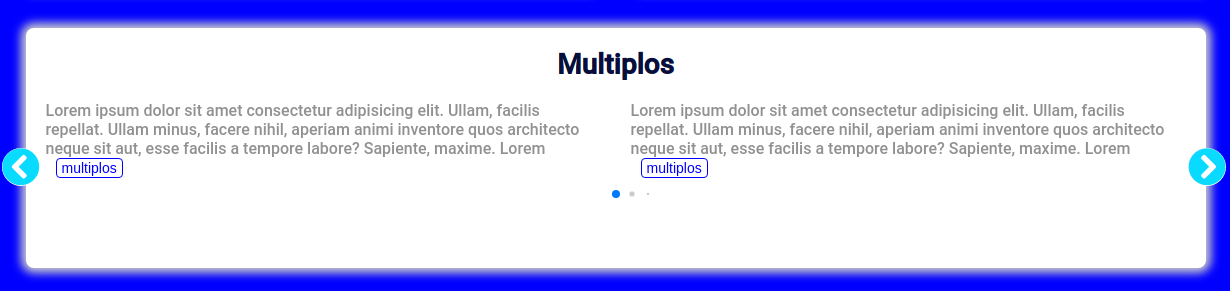 Multiplos
Lorem ipsum dolor sit amet consectetur adipisicing elit. Ullam, facilis
repellat. Ullam minus, facere nihil, aperiam animi inventore quos architecto
neque sit aut, esse facilis a tempore labore? Sapiente, maxime. Lorem
multiplos
Lorem ipsum dolor sit amet consectetur adipisicing elit. Ullam, facilis
repellat. Ullam minus, facere nihil, aperiam animi inventore quos architecto
neque sit aut, esse facilis a tempore labore? Sapiente, maxime. Lorem
multiplos